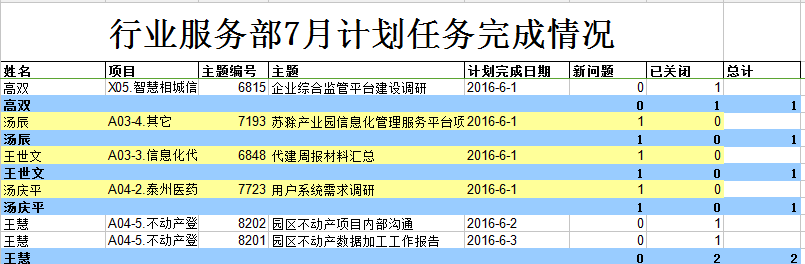 行业服务部7月计划任务完成情况
姓名 项目 主题编号 主题 计划完成日期 新问题 已关闭 总计
高双 X05.智慧相城信 6815 企业综合监管平台建设调研 2016-6-1 0 1
高双 0 1 1
汤辰 A03-4.其它 7193 苏滁产业园信息化管理服务平台项 2016-6-1 1 0
汤辰 1 0 1
王世文 A03-3.信息化代 6848 代建周报材料汇总 2016-6-1 1 0
王世文 1 0 1
汤庆平 A04-2.泰州医药 7723 用户系统需求调研 2016-6-1 1 0
汤庆平 1 0 1
王慧 A04-5.不动产登 8202 园区不动产项目内部沟通 2016-6-2 0 1
王慧 A04-5.不动产登 8201 园区不动产数据加工工作报告 2016-6-3 0 1
王慧 0 2 2